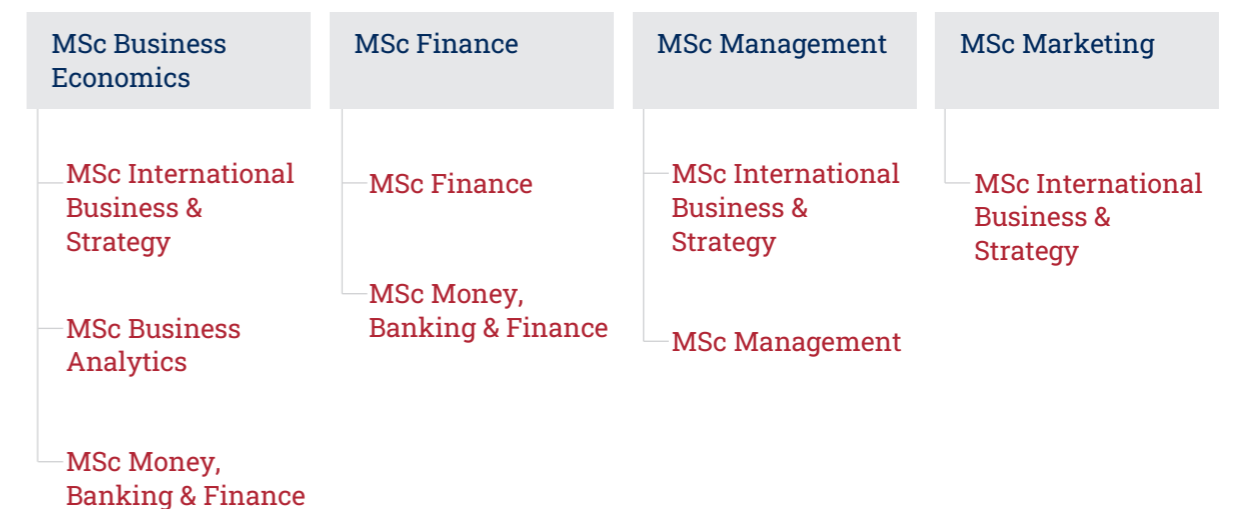 MSc Business
Economics
MSc International
Business &
Strategy
MSc Business
Analytics
MSc Money,
Banking & Finance
MSc Finance
MSc Finance
MSc Money,
Banking & Finance
MSc Management
MSc International
Business &
Strategy
MSc Management
MSc Marketing
MSc International
Business &
Strategy